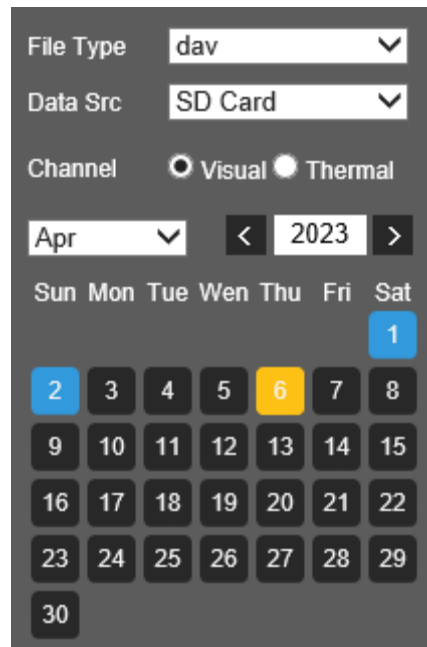 File Type dav
Data Src SD Card
Channel Visual Thermal
Apr < 2023 >
Sun Mon Tue Wen Thu Fri Sat
1
2 3 4 5 6 7 8
9 10 11 12 13 14 15
16 17 18 19 20 21 22
23 24 25 26 27 28 29
30